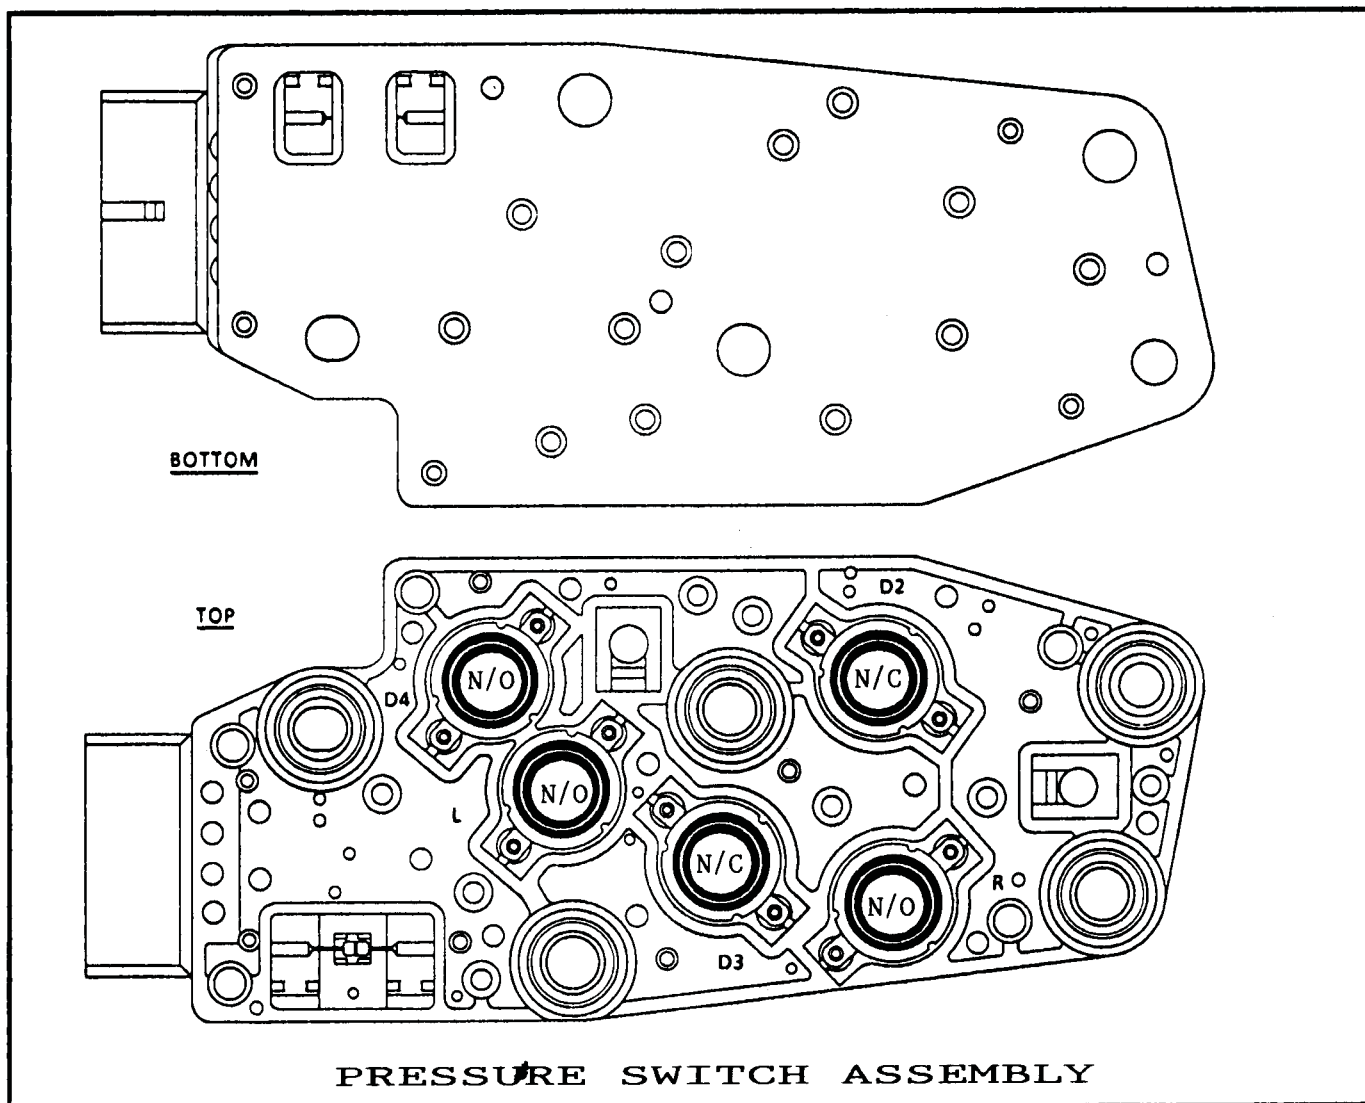 BOTTOM
TOP
D2
N/O
N/C
D4
N/O
L
N/C
R
N/O
D3
PRESSURE SWITCH ASSEMBLY